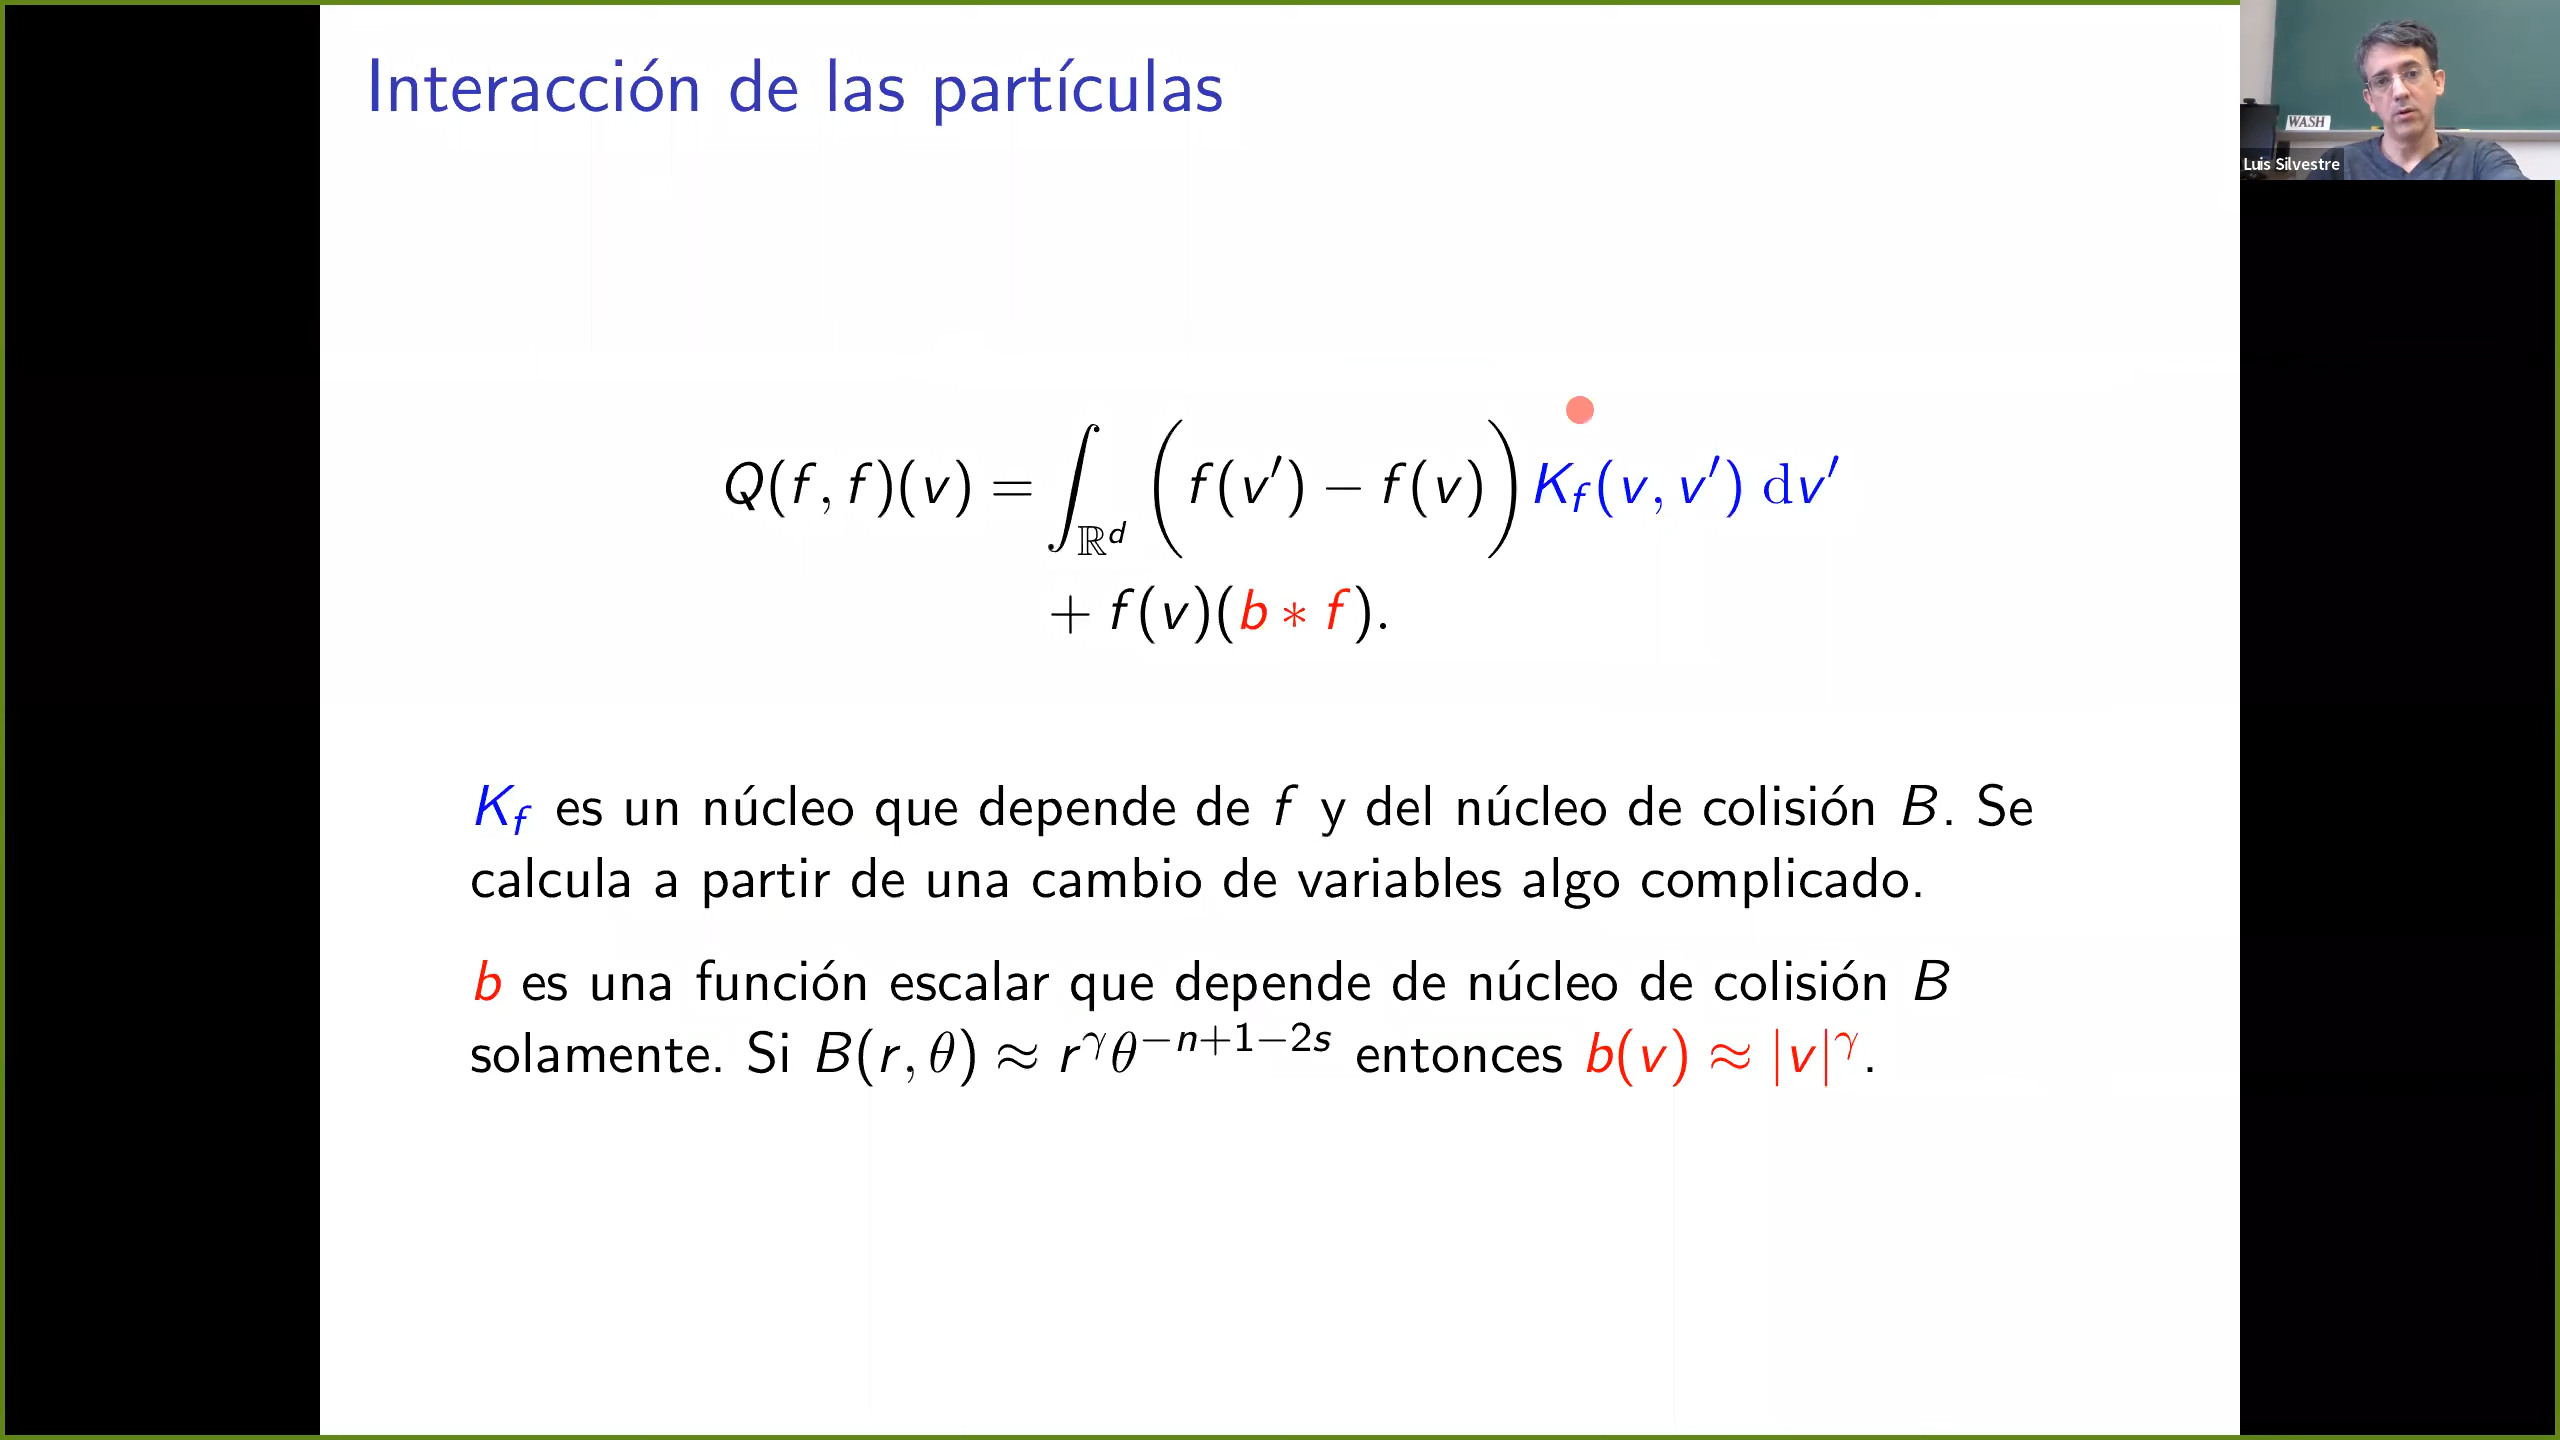 Interacción de las partículas
WASH
Luis Silvestre
Q(f, f)(v) = ∫_{ℝ^d} (f(v′) − f(v)) K_f(v, v′) dv′
+ f(v)(b ∗ f).
K_f es un núcleo que depende de f y del núcleo de colisión B. Se
calcula a partir de una cambio de variables algo complicado.
b es una función escalar que depende de núcleo de colisión B
solamente. Si B(r, θ) ≈ r^γ θ^{−n+1−2s} entonces b(v) ≈ |v|^γ.